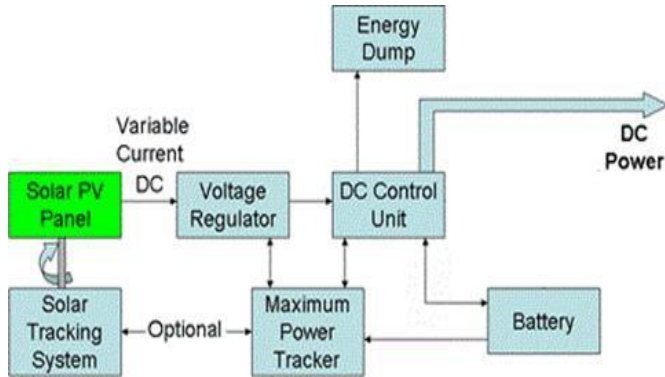 Energy
Dump
Variable
Current
DC
DC
Power
Solar PV
Panel
Voltage
Regulator
DC Control
Unit
Solar
Tracking
System
Optional
Maximum
Power
Tracker
Battery